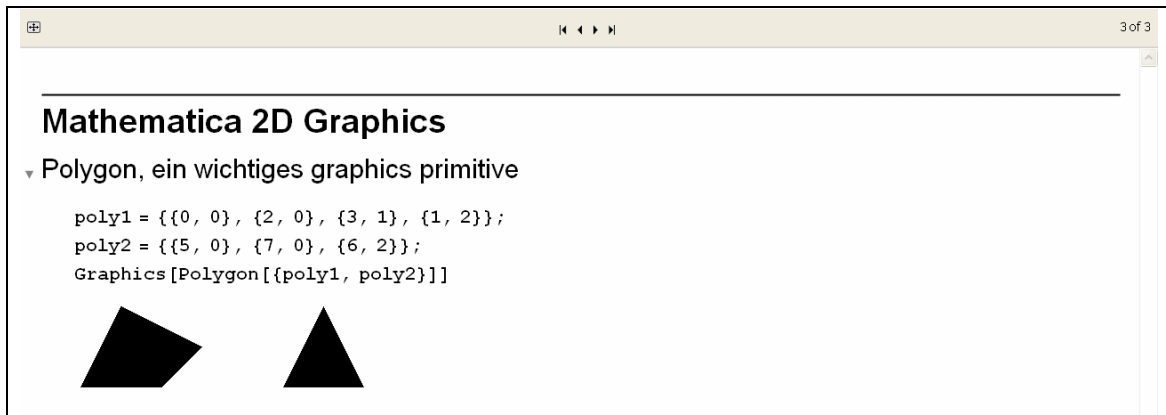 3 of 3
Mathematica 2D Graphics
Polygon, ein wichtiges graphics primitive
poly1 = {{0, 0}, {2, 0}, {3, 1}, {1, 2}};
poly2 = {{5, 0}, {7, 0}, {6, 2}};
Graphics[Polygon[{poly1, poly2}]]